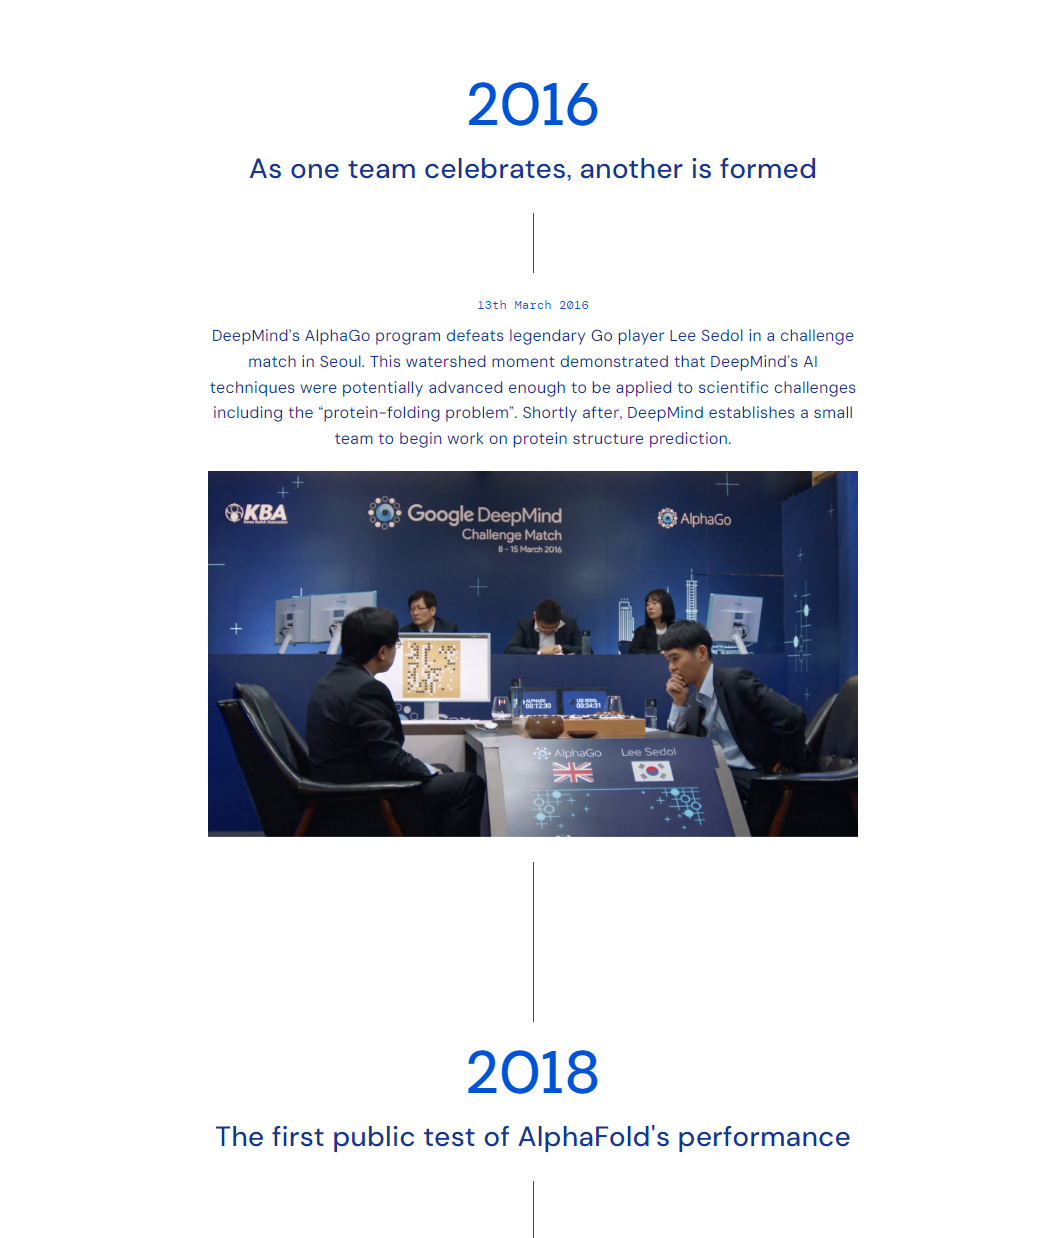 2016
As one team celebrates, another is formed
13th March 2016
DeepMind's AlphaGo program defeats legendary Go player Lee Sedol in a challenge
match in Seoul. This watershed moment demonstrated that DeepMind's AI
techniques were potentially advanced enough to be applied to scientific challenges
including the “protein-folding problem”. Shortly after, DeepMind establishes a small
team to begin work on protein structure prediction.
KBA
Google DeepMind
Challenge Match
8 - 15 March 2016
AlphaGo
ALPHAGO
00:12:30
LEE SEDOL
00:34:31
AlphaGo
Lee Sedol
2018
The first public test of AlphaFold's performance